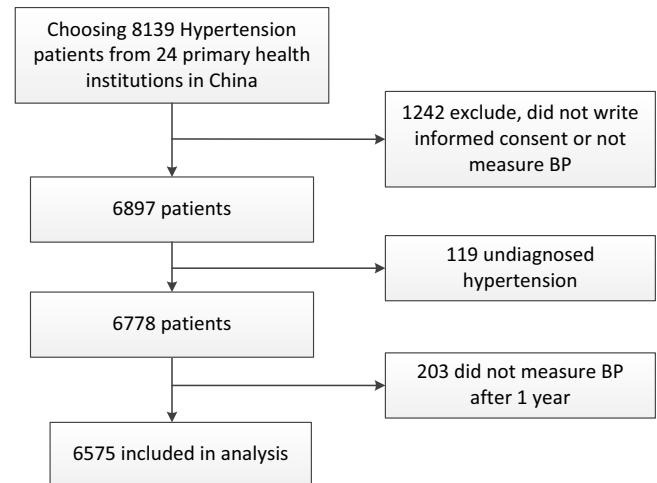 Choosing 8139 Hypertension
patients from 24 primary health
institutions in China
1242 exclude, did not write
informed consent or not
measure BP
6897 patients
119 undiagnosed
hypertension
6778 patients
203 did not measure BP
after 1 year
6575 included in analysis